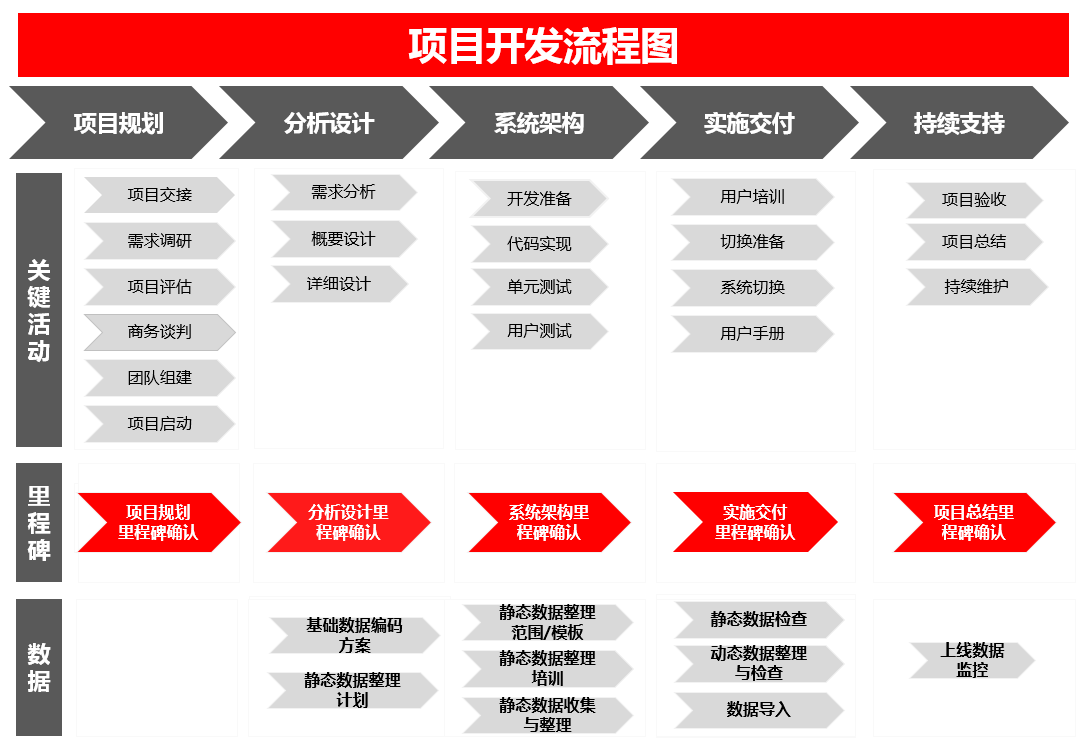 项目开发流程图
项目规划
分析设计
系统架构
实施交付
持续支持
关键活动
项目交接
需求调研
项目评估
商务谈判
团队组建
项目启动
需求分析
概要设计
详细设计
开发准备
代码实现
单元测试
用户测试
用户培训
切换准备
系统切换
用户手册
项目验收
项目总结
持续维护
里程碑
项目规划
里程碑确认
分析设计里
程碑确认
系统架构里
程碑确认
实施交付
里程碑确认
项目总结里
程碑确认
数据
基础数据编码
方案
静态数据整理
计划
静态数据整理
范围/模板
静态数据整理
培训
静态数据收集
与整理
静态数据检查
动态数据整理
与检查
数据导入
上线数据
监控